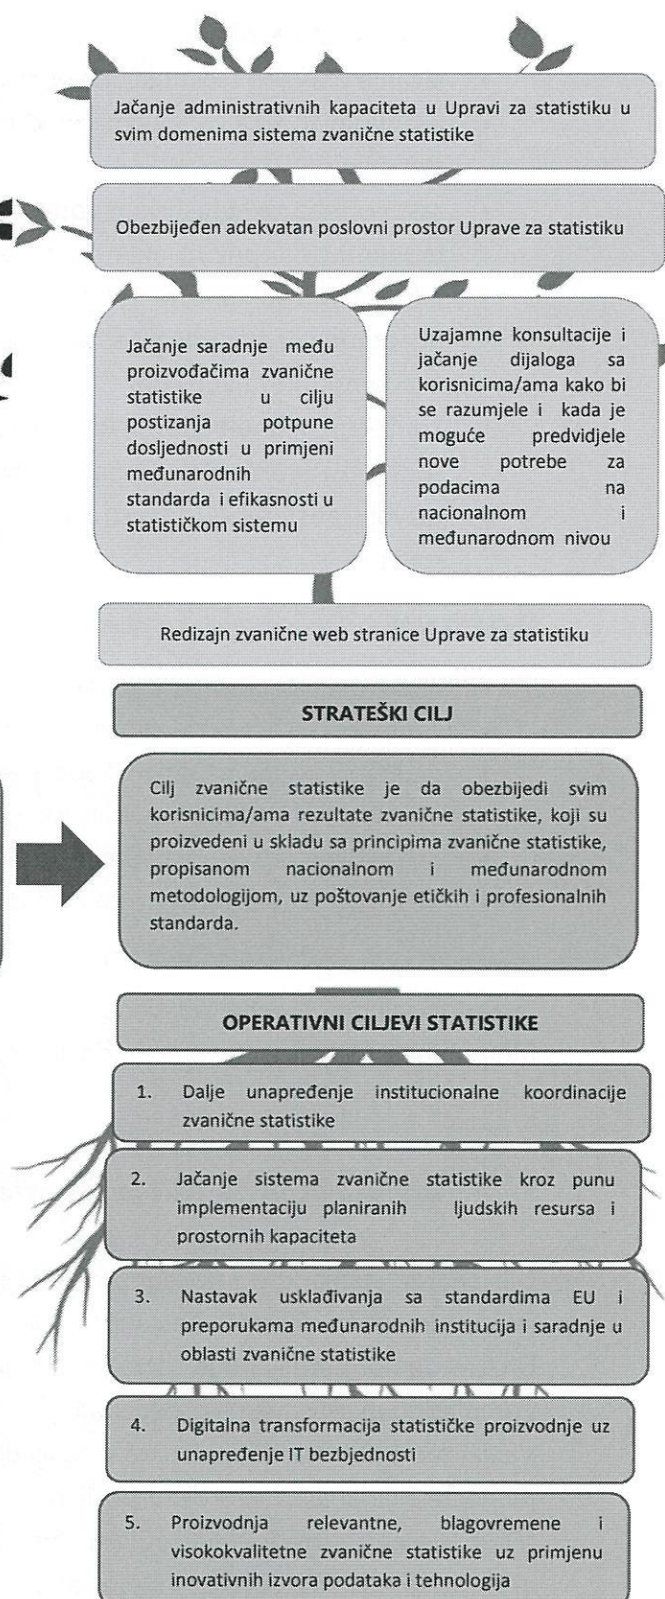 Jačanje administrativnih kapaciteta u Upravi za statistiku u
svim domenima sistema zvanične statistike
Obezbijeđen adekvatan poslovni prostor Uprave za statistiku
Jačanje saradnje među
proizvođačima zvanične
statistike u cilju
postizanja potpune
dosljednosti u primjeni
međunarodnih
standarda i efikasnosti u
statističkom sistemu
Uzajamne konsultacije i
jačanje dijaloga sa
korisnicima/ama kako bi
se razumjele i kada je
moguće predvidjele
nove potrebe za
podacima na
nacionalnom i
međunarodnom nivou
Redizajn zvanične web stranice Uprave za statistiku
STRATEŠKI CILJ
Cilj zvanične statistike je da obezbijedi svim
korisnicima/ama rezultate zvanične statistike, koji su
proizvedeni u skladu sa principima zvanične statistike,
propisanom nacionalnom i međunarodnom
metodologijom, uz poštovanje etičkih i profesionalnih
standarda.
OPERATIVNI CILJEVI STATISTIKE
1. Dalje unapređenje institucionalne koordinacije
zvanične statistike
2. Jačanje sistema zvanične statistike kroz punu
implementaciju planiranih ljudskih resursa i
prostornih kapaciteta
3. Nastavak usklađivanja sa standardima EU i
preporukama međunarodnih institucija i saradnje u
oblasti zvanične statistike
4. Digitalna transformacija statističke proizvodnje uz
unapređenje IT bezbjednosti
5. Proizvodnja relevantne, blagovremene i
visokokvalitetne zvanične statistike uz primjenu
inovativnih izvora podataka i tehnologija